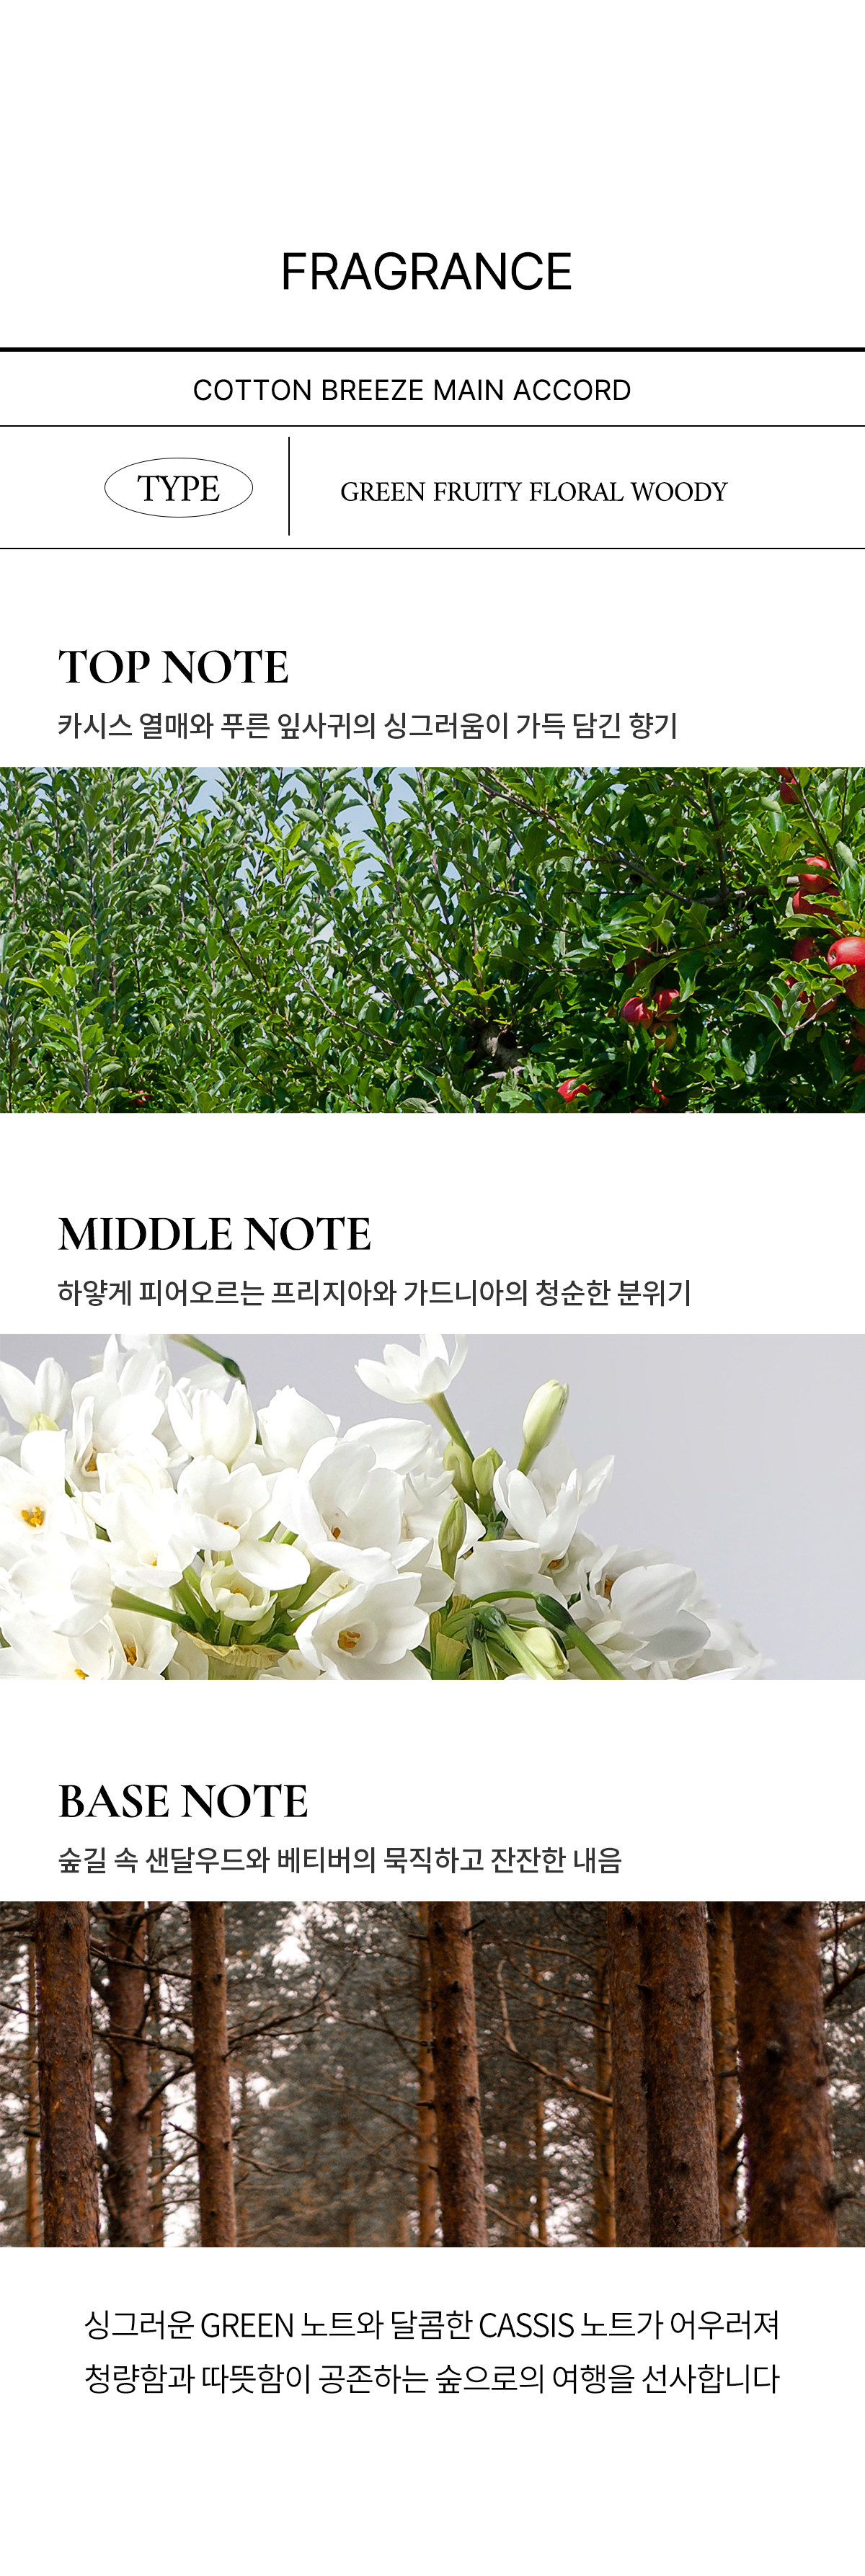 FRAGRANCE
COTTON BREEZE MAIN ACCORD
TYPE
GREEN FRUITY FLORAL WOODY
TOP NOTE
카시스 열매와 푸른 잎사귀의 싱그러움이 가득 담긴 향기
MIDDLE NOTE
하얗게 피어오르는 프리지아와 가드니아의 청순한 분위기
BASE NOTE
숲길 속 샌달우드와 베티버의 묵직하고 잔잔한 내음
싱그러운 GREEN 노트와 달콤한 CASSIS 노트가 어우러져
청량함과 따뜻함이 공존하는 숲으로의 여행을 선사합니다